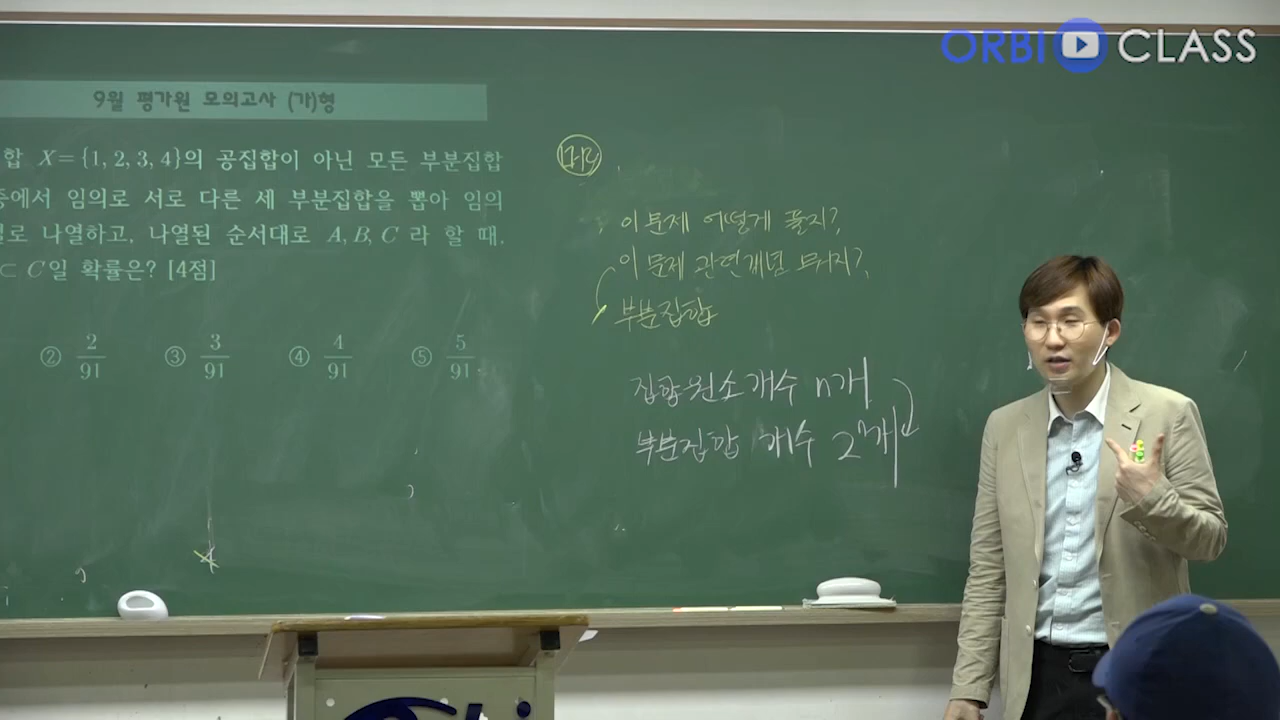 ORBI CLASS
9월 평가원 모의고사 (가)형
합 X={1, 2, 3, 4}의 공집합이 아닌 모든 부분집합
중에서 임의로 서로 다른 세 부분집합을 뽑아 임의
로 나열하고, 나열된 순서대로 A, B, C 라 할 때,
⊂ C일 확률은? [4점]
② 2/91 ③ 3/91 ④ 4/91 ⑤ 5/91
이 문제 어떻게 풀지?
이 문제 관련개념 뭐지?
부분집합
집합원소개수 n개
부분집합 개수 2ⁿ개